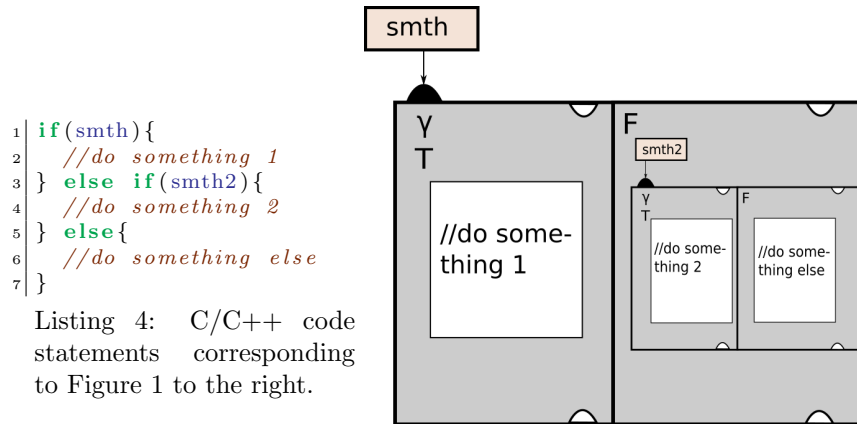 1 if(smth){
2 //do something 1
3 } else if(smth2){
4 //do something 2
5 } else{
6 //do something else
7 }
Listing 4: C/C++ code
statements corresponding
to Figure 1 to the right.
smth
γ
T
//do some-
thing 1
F
smth2
γ
T
//do some-
thing 2
F
//do some-
thing else